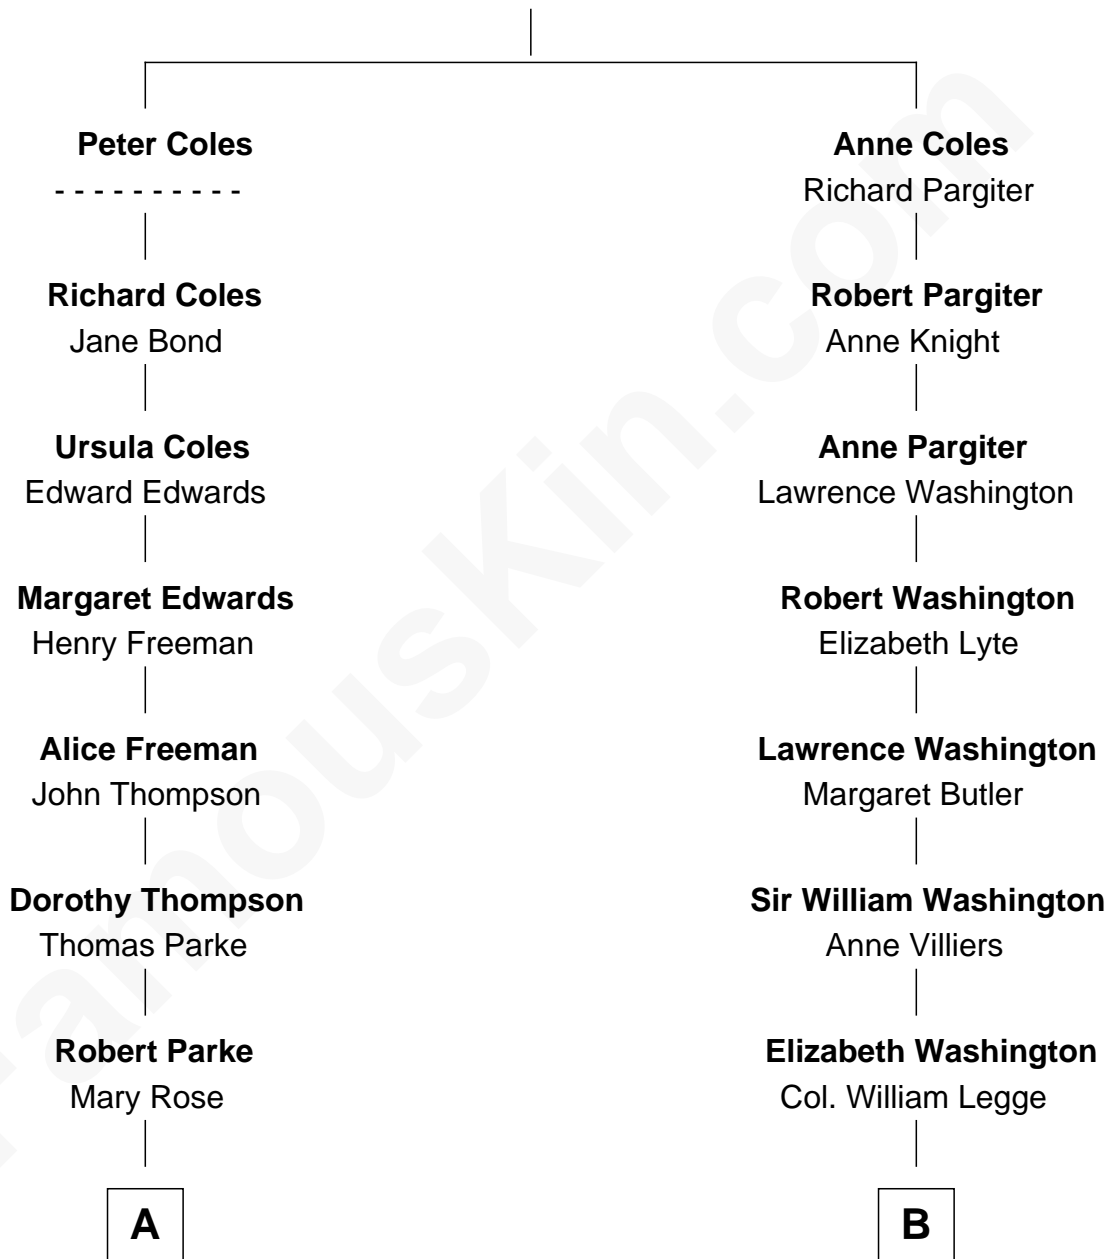 Peter Coles
- - - - - - - - - -
Richard Coles
Jane Bond
Ursula Coles
Edward Edwards
Margaret Edwards
Henry Freeman
Alice Freeman
John Thompson
Dorothy Thompson
Thomas Parke
Robert Parke
Mary Rose
A
Anne Coles
Richard Pargiter
Robert Pargiter
Anne Knight
Anne Pargiter
Lawrence Washington
Robert Washington
Elizabeth Lyte
Lawrence Washington
Margaret Butler
Sir William Washington
Anne Villiers
Elizabeth Washington
Col. William Legge
B
FamousKin.com